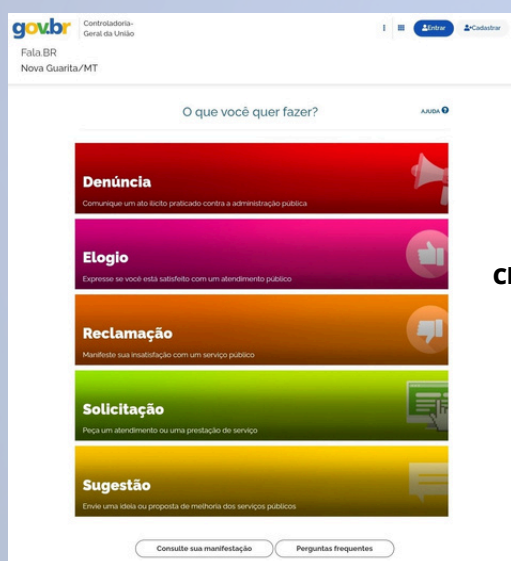 gov.br
Controladoria-
Geral da União
Entrar
Cadastrar
Fala.BR
Nova Guarita/MT
O que você quer fazer?
AJUDA
Denúncia
Comunique um ato ilícito praticado contra a administração pública
Elogio
Expresse se você está satisfeito com um atendimento público
Reclamação
Manifeste sua insatisfação com um serviço público
Solicitação
Peça um atendimento ou uma prestação de serviço
Sugestão
Envie uma ideia ou proposta de melhoria dos serviços públicos
Consulte sua manifestação
Perguntas frequentes